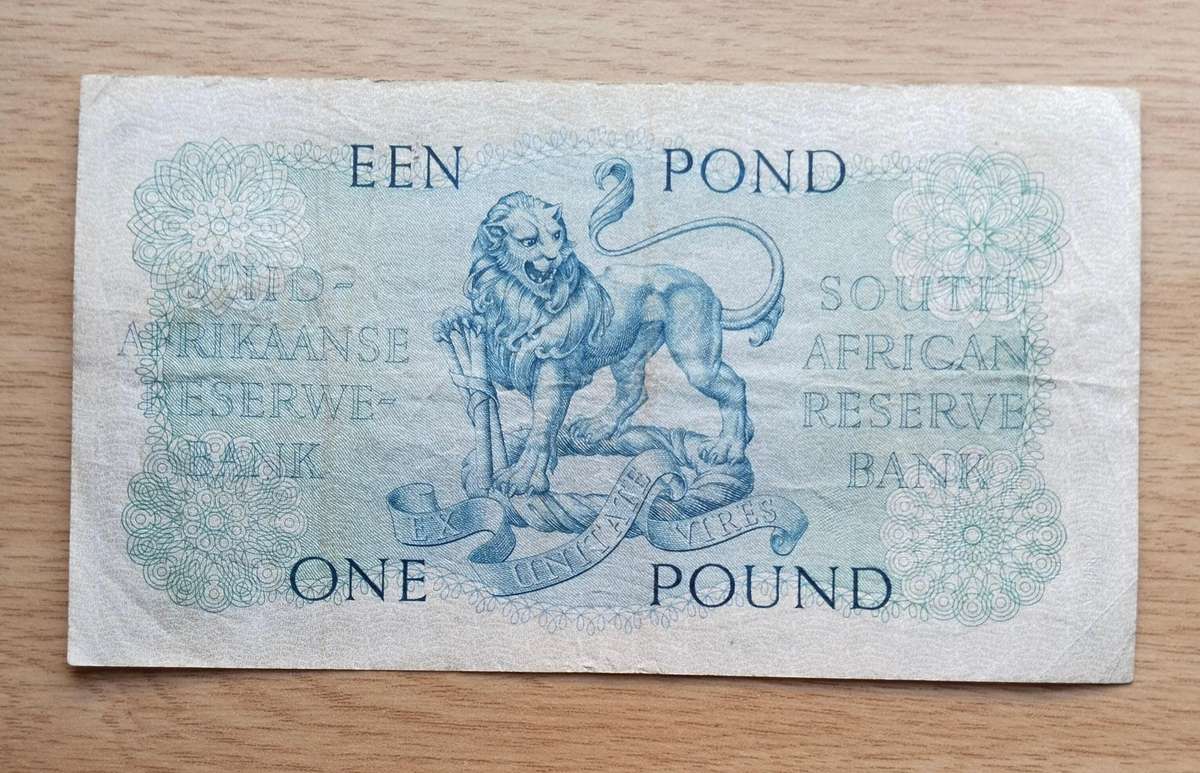 EEN POND
SUID-
AFRIKAANSE
RESERWE-
BANK
SOUTH
AFRICAN
RESERVE
BANK
EX UNITATE VIRES
ONE POUND